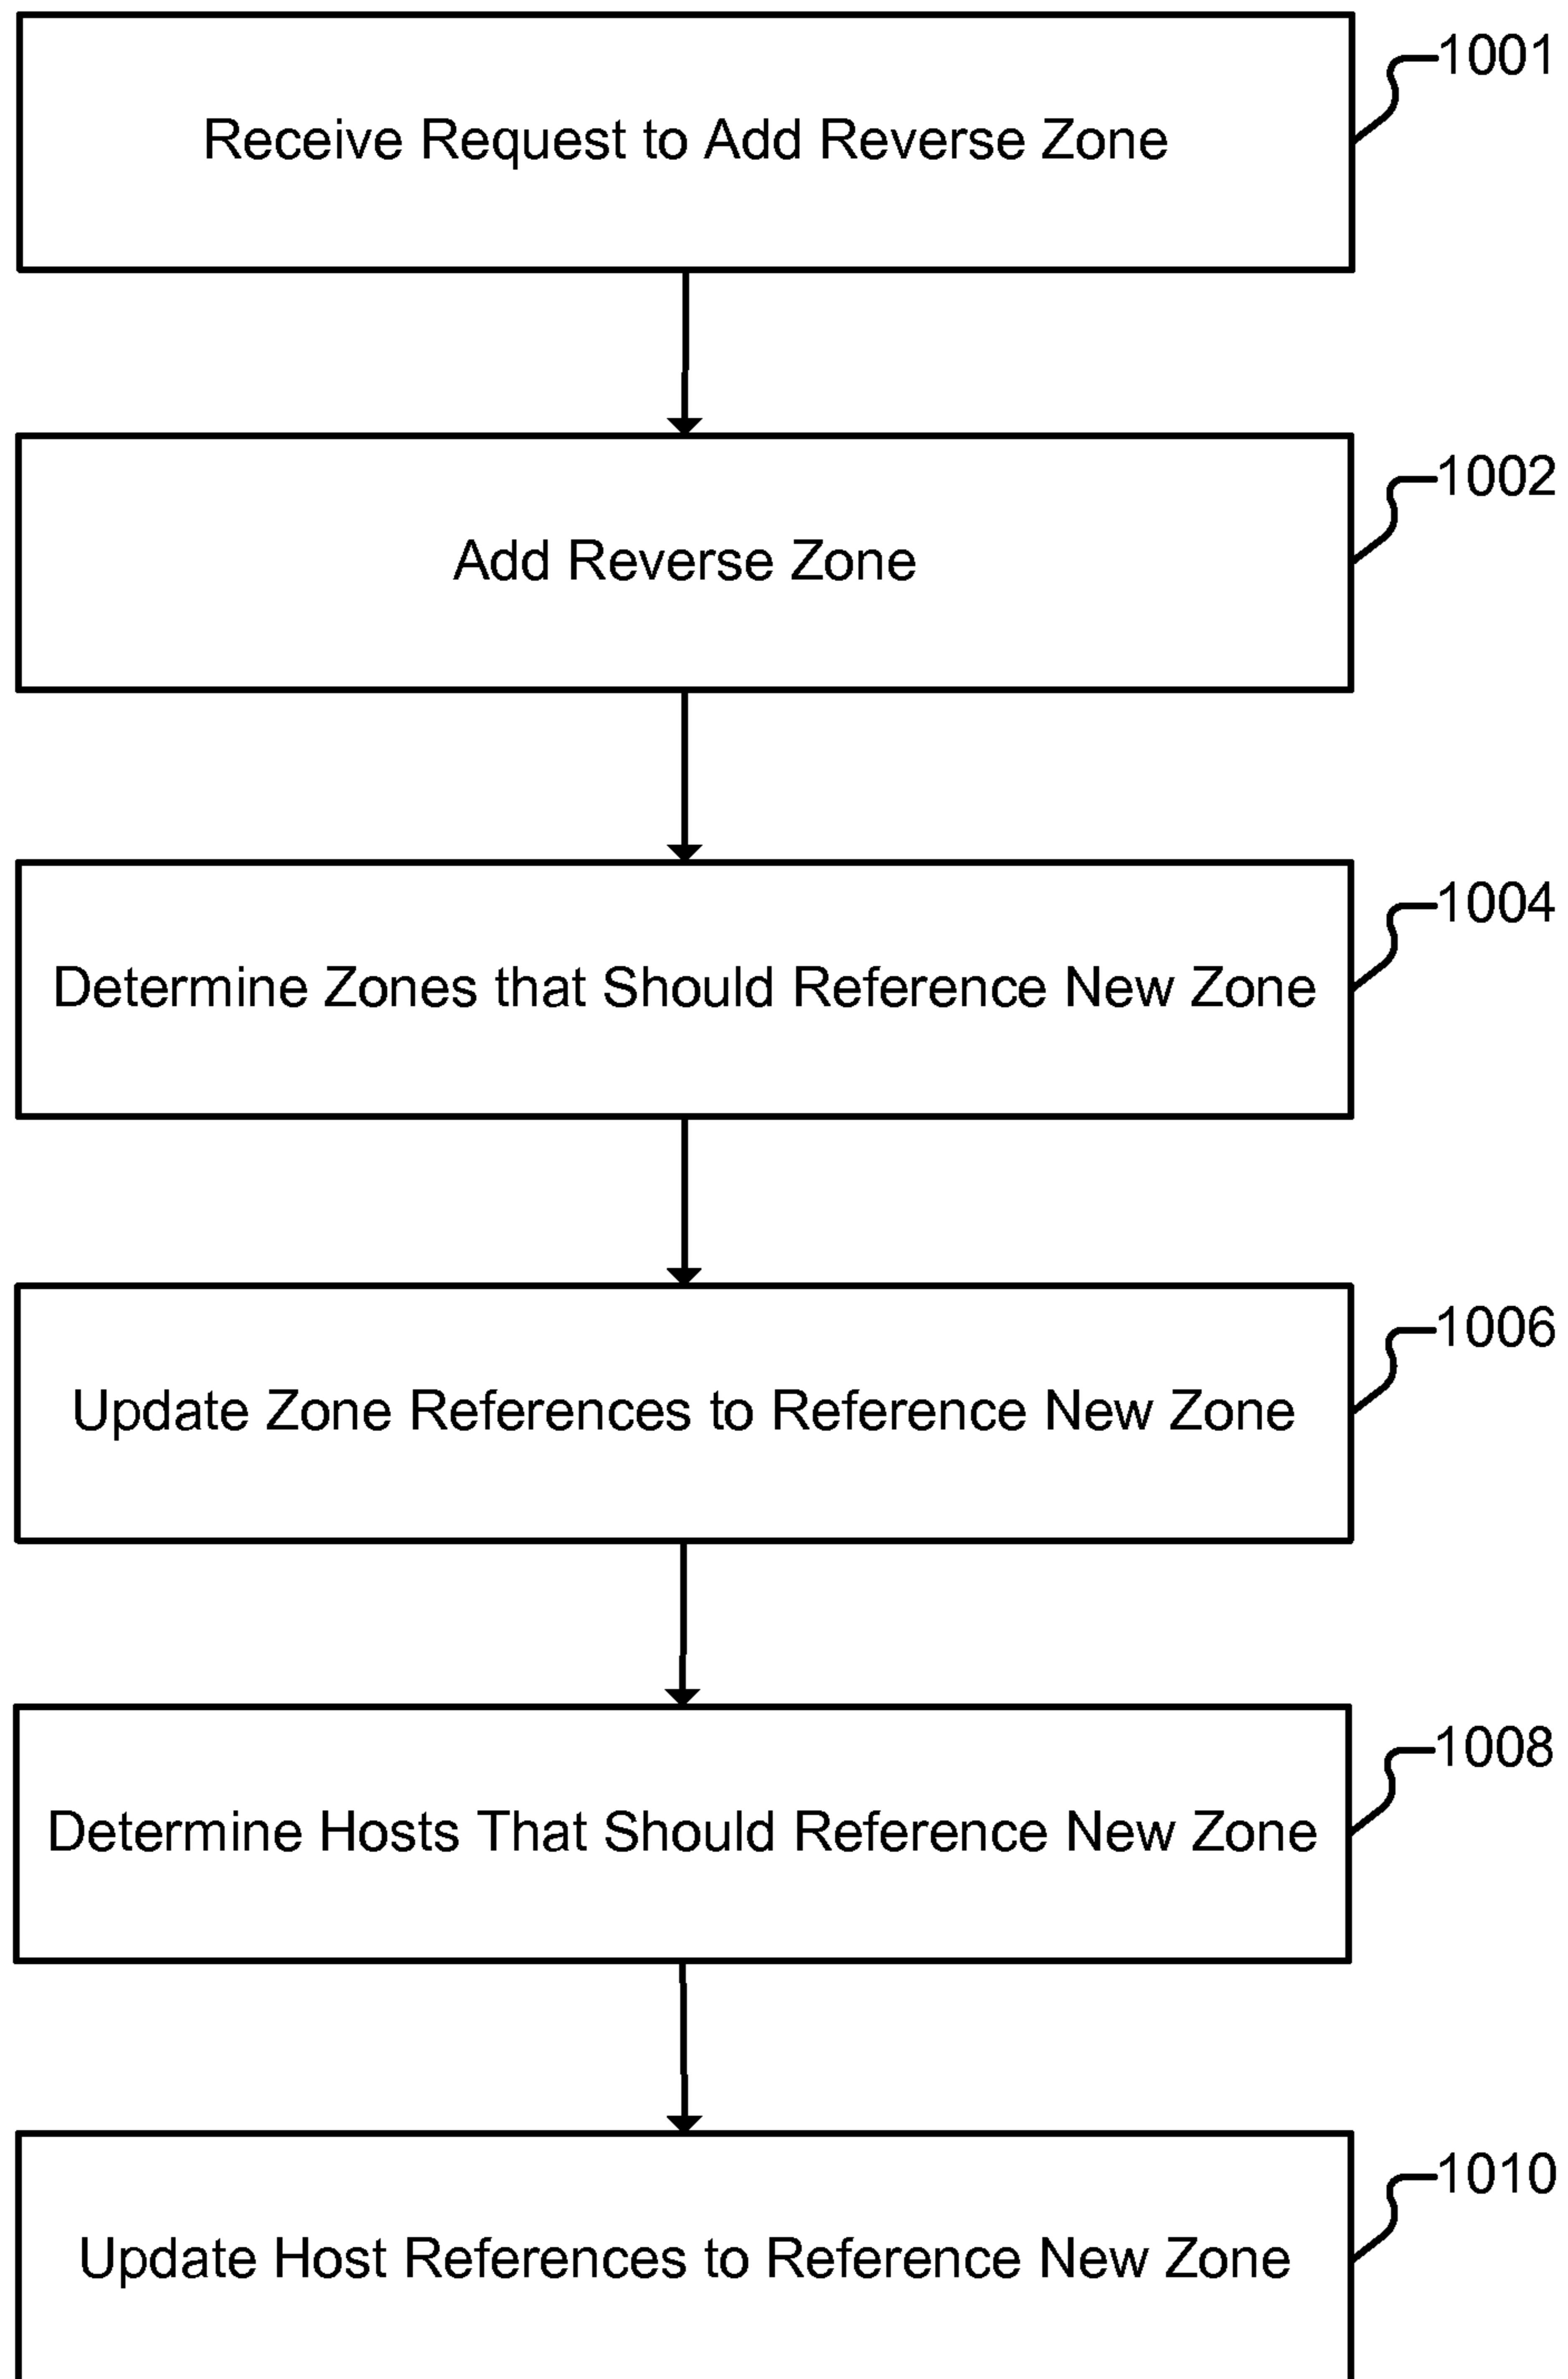 1001
Receive Request to Add Reverse Zone
1002
Add Reverse Zone
1004
Determine Zones that Should Reference New Zone
1006
Update Zone References to Reference New Zone
1008
Determine Hosts That Should Reference New Zone
1010
Update Host References to Reference New Zone